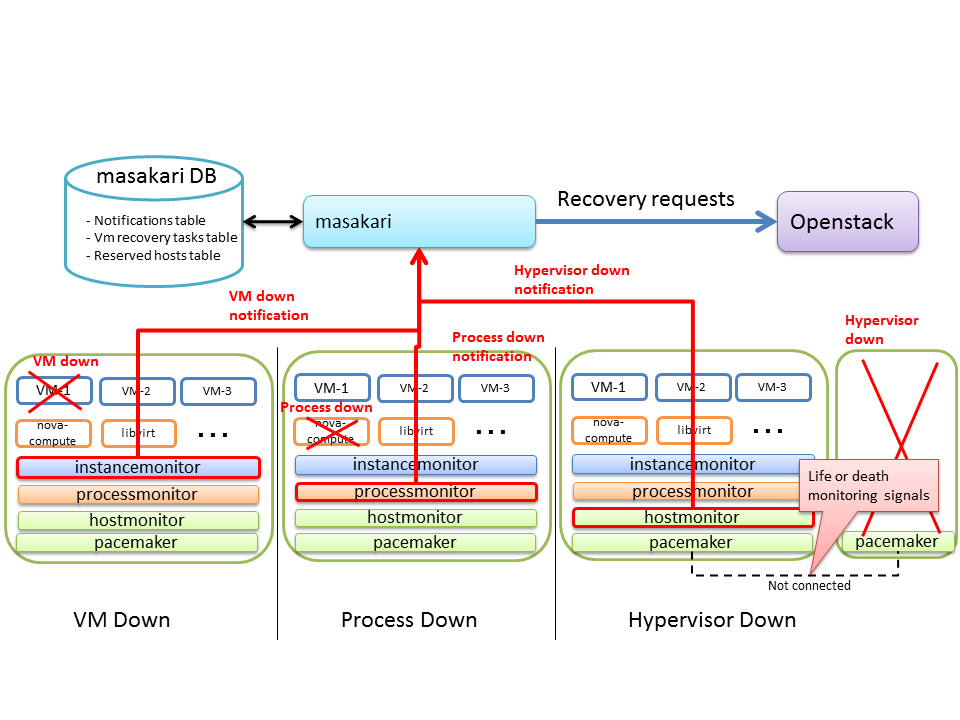 masakari DB
- Notifications table
- Vm recovery tasks table
- Reserved hosts table
masakari
Recovery requests
Openstack
VM down
notification
Hypervisor down
notification
Process down
notification
Hypervisor
down
VM down
VM-1
VM-2
VM-3
nova-
compute
libvirt
...
instancemonitor
processmonitor
hostmonitor
pacemaker
VM-1
VM-2
VM-3
Process down
nova-
compute
libvirt
...
instancemonitor
processmonitor
hostmonitor
pacemaker
VM-1
VM-2
VM-3
nova-
compute
libvirt
...
instancemonitor
processmonitor
hostmonitor
pacemaker
Life or death
monitoring signals
pacemaker
Not connected
VM Down
Process Down
Hypervisor Down